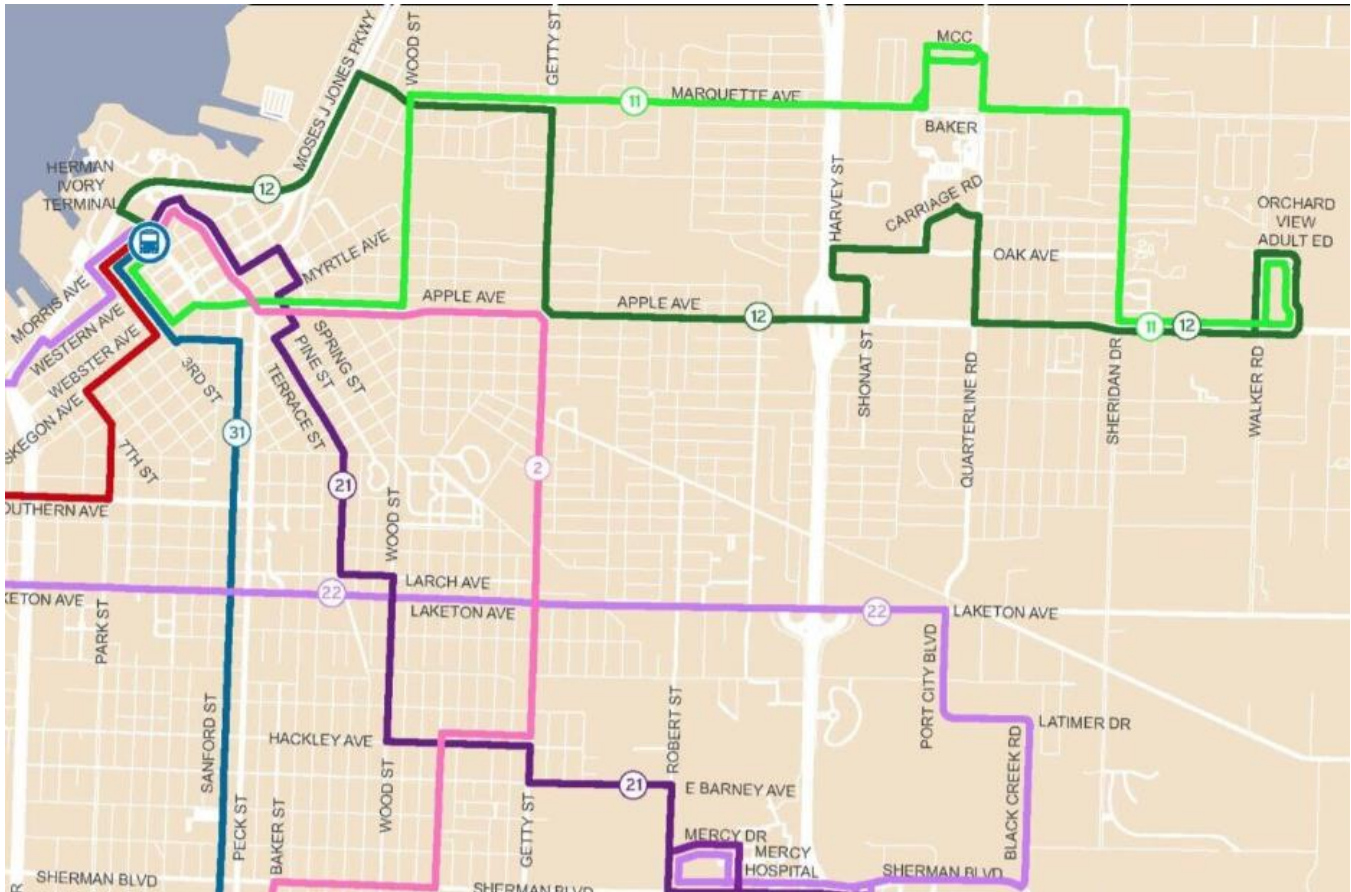 MCC
MOSES J JONES PKWY
WOOD ST
GETTY ST
11
MARQUETTE AVE
BAKER
HERMAN
IVORY
TERMINAL
12
HARVEY ST
CARRIAGE RD
ORCHARD
VIEW
ADULT ED
OAK AVE
MYRTLE AVE
MORRIS AVE
WESTERN AVE
WEBSTER AVE
SKEGON AVE
APPLE AVE
APPLE AVE
12
11
12
SPRING ST
PINE ST
TERRACE ST
3RD ST
7TH ST
SHONAT ST
QUARTERLINE RD
SHERIDAN DR
WALKER RD
31
2
21
OUTHERN AVE
WOOD ST
LARCH AVE
KETON AVE
22
LAKETON AVE
22
LAKETON AVE
PARK ST
SANFORD ST
PECK ST
BAKER ST
HACKLEY AVE
WOOD ST
GETTY ST
ROBERT ST
PORT CITY BLVD
LATIMER DR
BLACK CREEK RD
21
E BARNEY AVE
MERCY DR
MERCY
HOSPITAL
SHERMAN BLVD
SHERMAN BLVD
SHERMAN BLVD
R